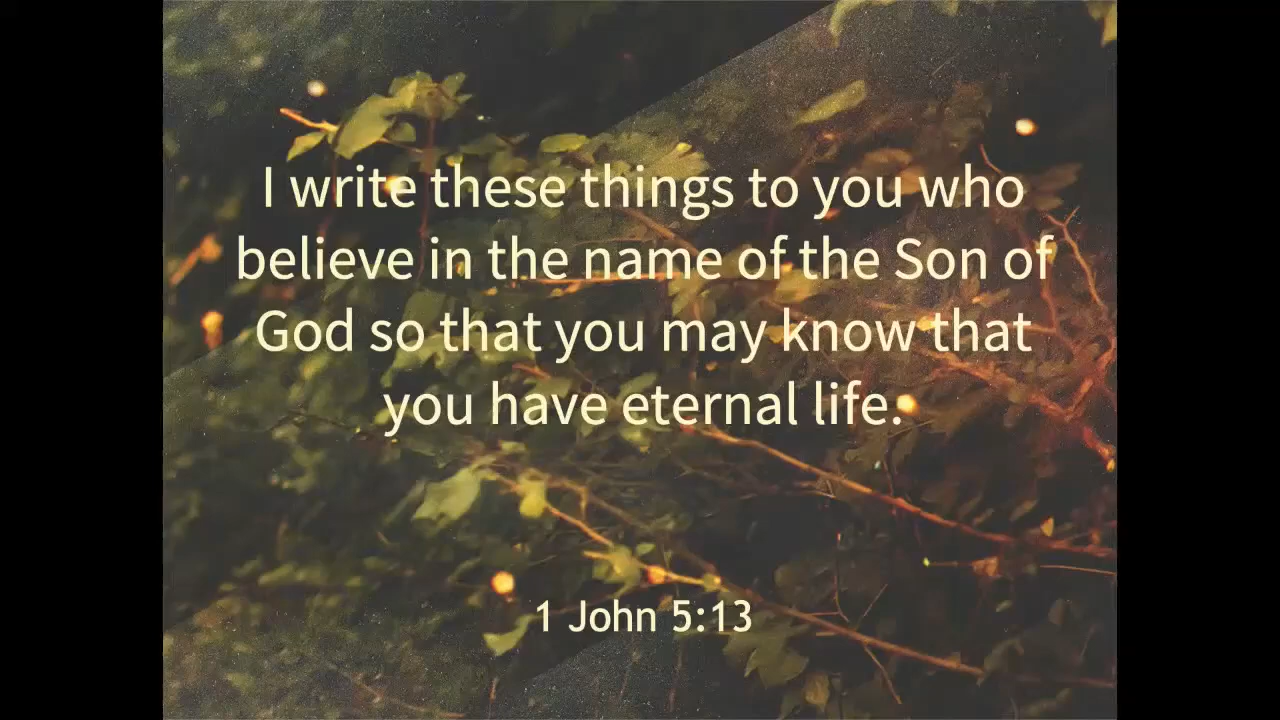 I write these things to you who
believe in the name of the Son of
God so that you may know that
you have eternal life.
1 John 5:13